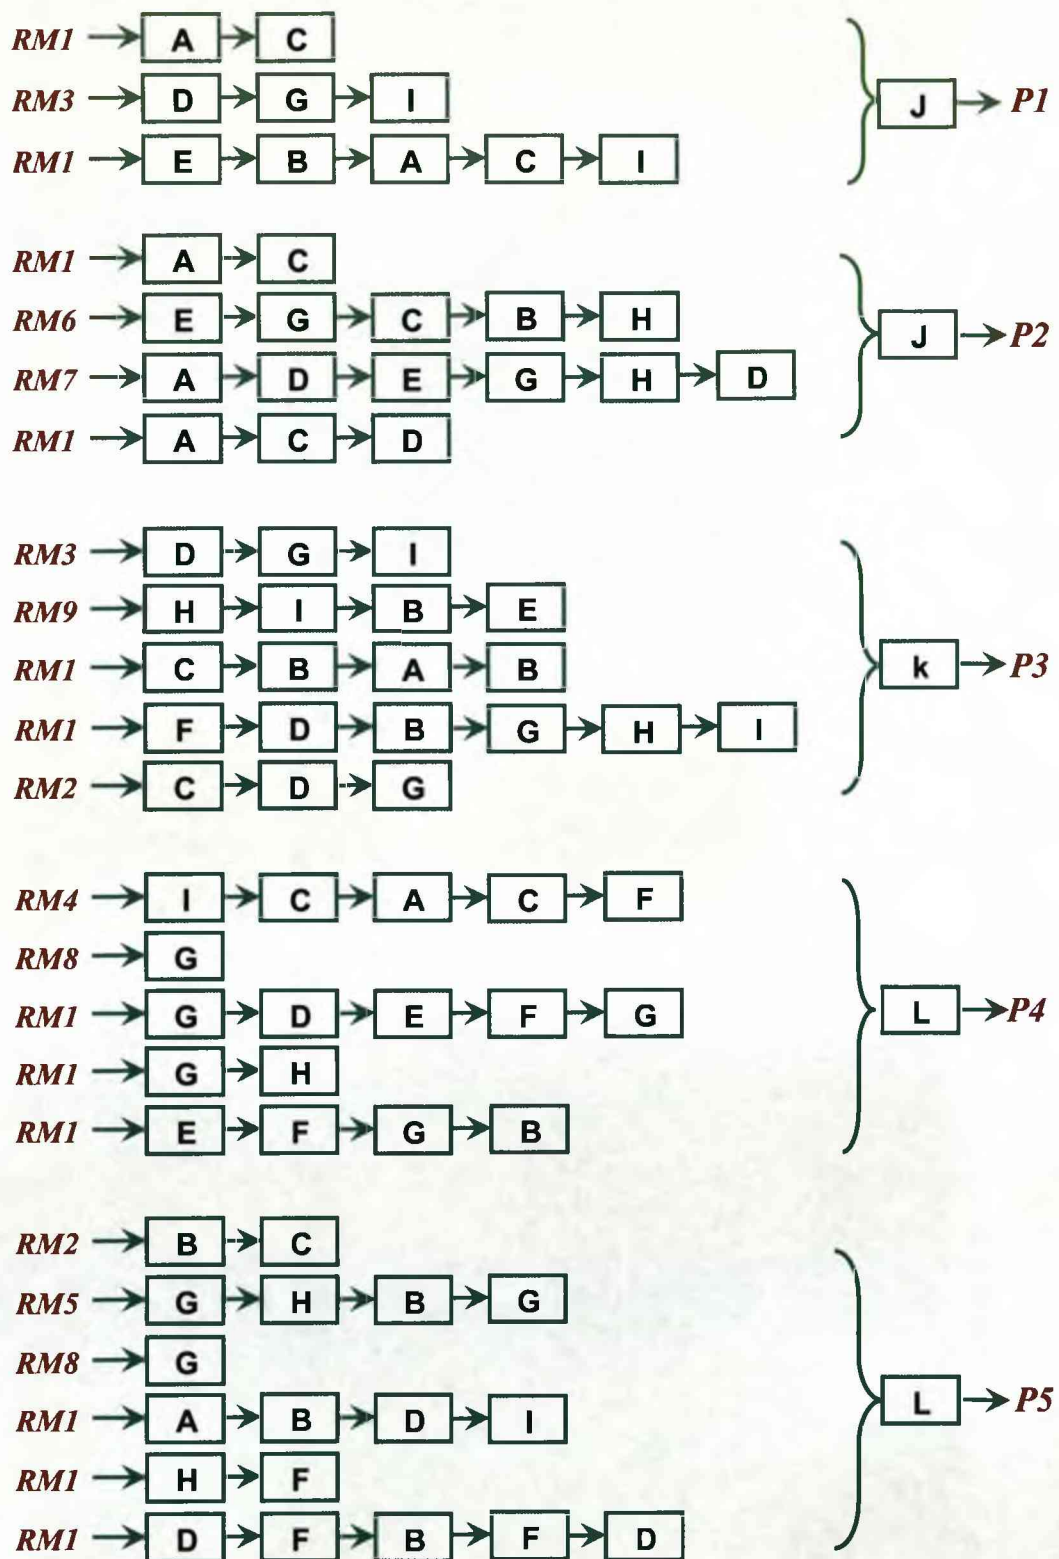 RM1 A C
RM3 D G I J P1
RM1 E B A C I
RM1 A C
RM6 E G C B H J P2
RM7 A D E G H D
RM1 A C D
RM3 D G I
RM9 H I B E
RM1 C B A B k P3
RM1 F D B G H I
RM2 C D G
RM4 I C A C F
RM8 G
RM1 G D E F G L P4
RM1 G H
RM1 E F G B
RM2 B C
RM5 G H B G
RM8 G
RM1 A B D I L P5
RM1 H F
RM1 D F B F D